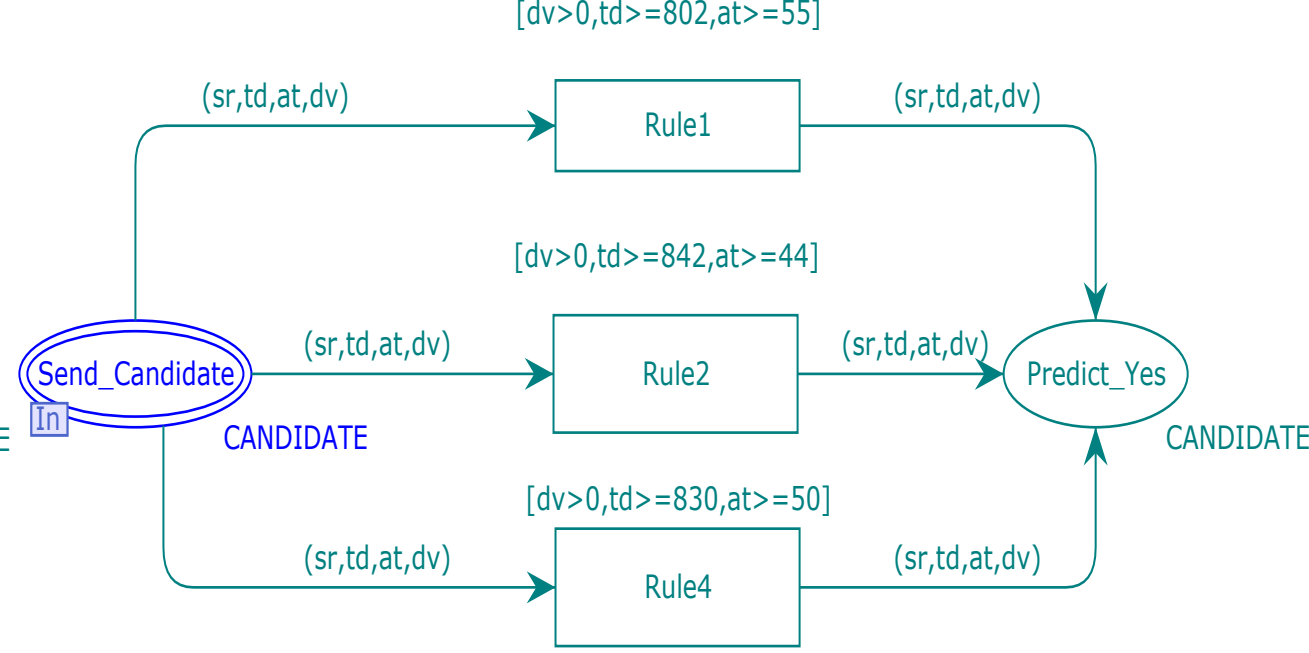 [dv>0,td>=802,at>=55]
(sr,td,at,dv)
Rule1
(sr,td,at,dv)
[dv>0,td>=842,at>=44]
(sr,td,at,dv)
(sr,td,at,dv)
Send_Candidate
Rule2
Predict_Yes
In
E
CANDIDATE
CANDIDATE
[dv>0,td>=830,at>=50]
(sr,td,at,dv)
(sr,td,at,dv)
Rule4